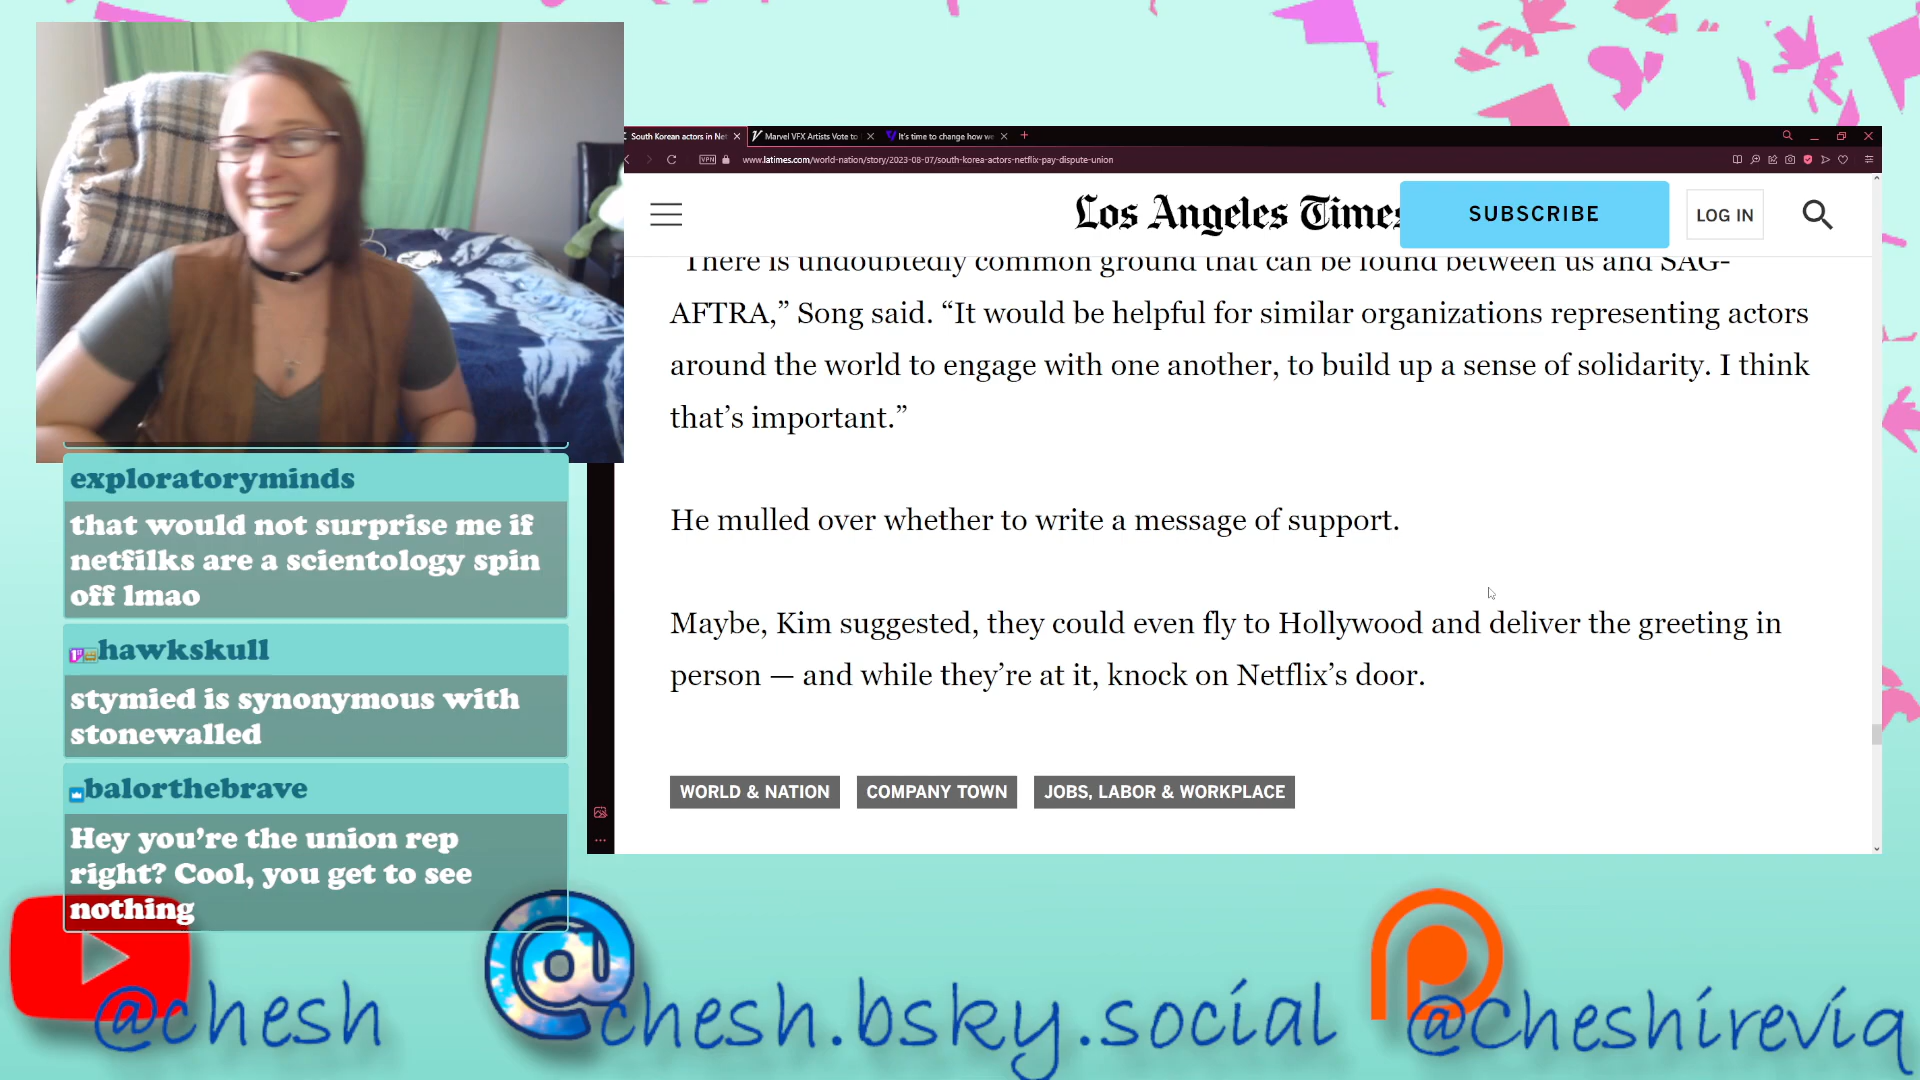 South Korean actors in Net
Marvel VFX Artists Vote to
It's time to change how we
VPN
www.latimes.com/world-nation/story/2023-08-07/south-korea-actors-netflix-pay-dispute-union
Los Angeles Times
SUBSCRIBE
LOG IN
"There is undoubtedly common ground that can be found between us and SAG-
AFTRA,” Song said. “It would be helpful for similar organizations representing actors
around the world to engage with one another, to build up a sense of solidarity. I think
that’s important.”
He mulled over whether to write a message of support.
Maybe, Kim suggested, they could even fly to Hollywood and deliver the greeting in
person — and while they’re at it, knock on Netflix’s door.
WORLD & NATION
COMPANY TOWN
JOBS, LABOR & WORKPLACE
exploratoryminds
that would not surprise me if
netfilks are a scientology spin
off lmao
hawkskull
stymied is synonymous with
stonewalled
balorthebrave
Hey you’re the union rep
right? Cool, you get to see
nothing
@chesh
@chesh.bsky.social
@cheshireviq